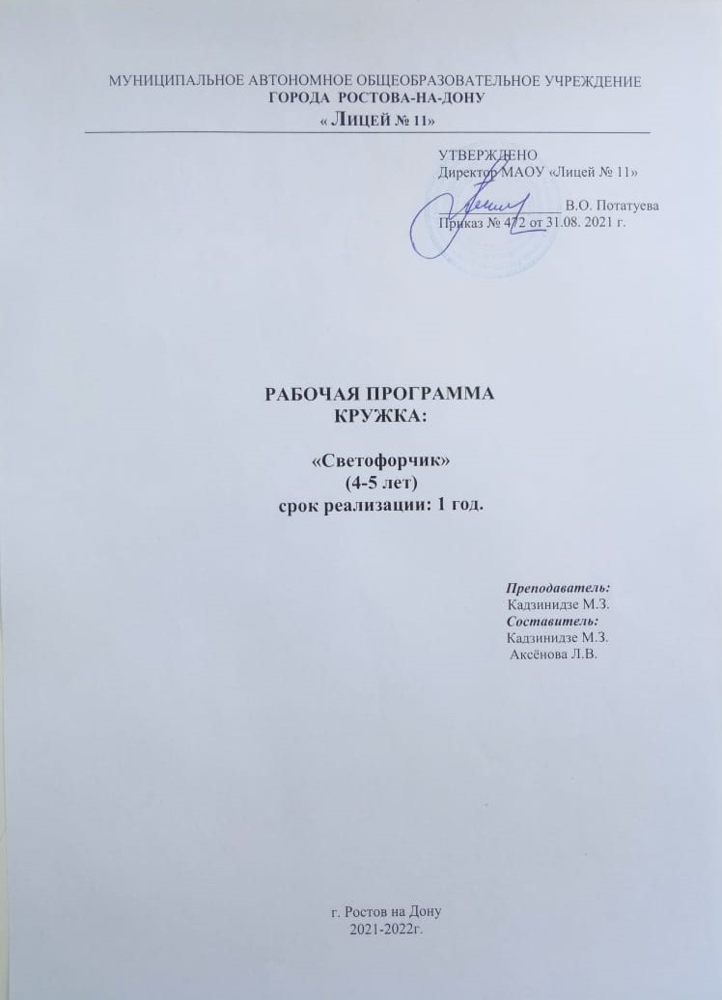 МУНИЦИПАЛЬНОЕ АВТОНОМНОЕ ОБЩЕОБРАЗОВАТЕЛЬНОЕ УЧРЕЖДЕНИЕ
ГОРОДА РОСТОВА-НА-ДОНУ
« ЛИЦЕЙ № 11»
УТВЕРЖДЕНО
Директор МАОУ «Лицей № 11»
_________________ В.О. Потатуева
Приказ № 472 от 31.08. 2021 г.
РАБОЧАЯ ПРОГРАММА
КРУЖКА:
«Светофорчик»
(4-5 лет)
срок реализации: 1 год.
Преподаватель:
Кадзинидзе М.З.
Составитель:
Кадзинидзе М.З.
Аксёнова Л.В.
г. Ростов на Дону
2021-2022г.